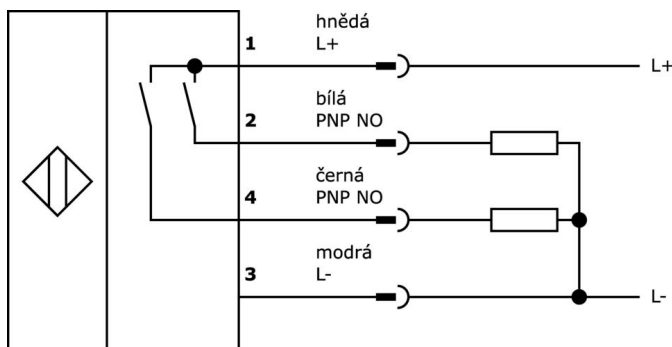 hnědá
1 L+
L+
bílá
2 PNP NO
černá
4 PNP NO
modrá
3 L-
L-